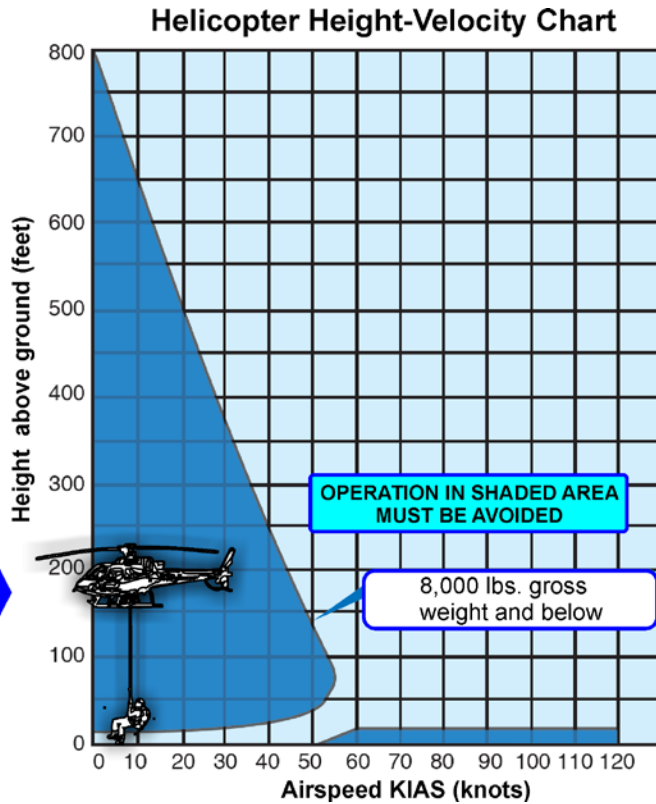 Helicopter Height-Velocity Chart
Height above ground (feet)
800
700
600
500
400
300
200
100
0
OPERATION IN SHADED AREA
MUST BE AVOIDED
8,000 lbs. gross
weight and below
0 10 20 30 40 50 60 70 80 90 100 110 120
Airspeed KIAS (knots)